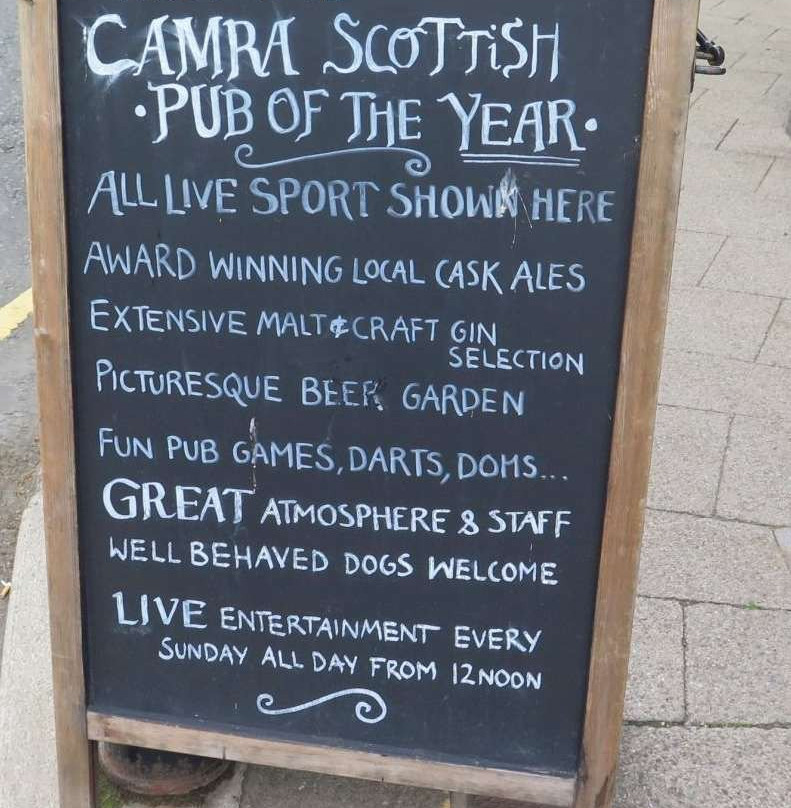 CAMRA SCOTTiSH
·PUB OF THE YEAR·
ALL LIVE SPORT SHOWN HERE
AWARD WINNING LOCAL CASK ALES
EXTENSIVE MALT & CRAFT GIN
SELECTION
PICTURESQUE BEER GARDEN
FUN PUB GAMES, DARTS, DOMS...
GREAT ATMOSPHERE & STAFF
WELL BEHAVED DOGS WELCOME
LIVE ENTERTAINMENT EVERY
SUNDAY ALL DAY FROM 12 NOON